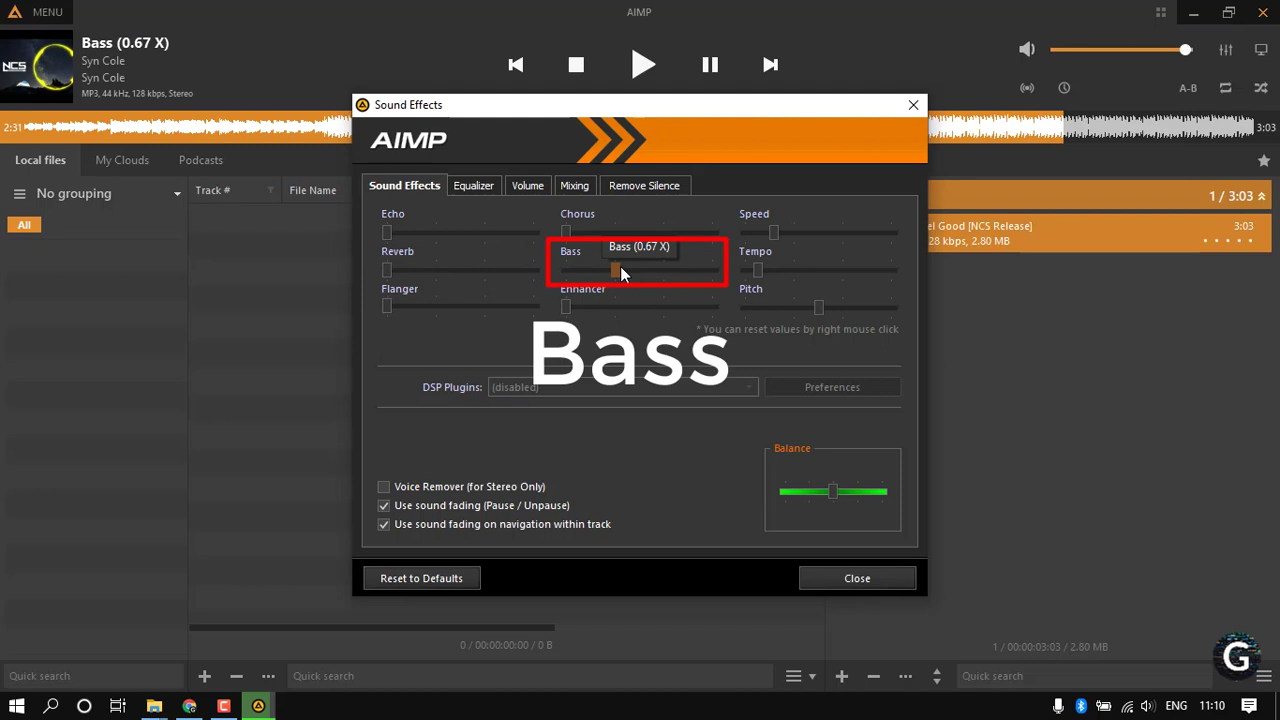 MENU
AIMP
Bass (0.67 X)
Syn Cole
Syn Cole
MP3, 44 kHz, 128 kbps, Stereo
NCS
A-B
2:31
3:03
Sound Effects
AIMP
Local files
My Clouds
Podcasts
No grouping
Track #
File Name
All
1 / 3:03
el Good [NCS Release]
3:03
28 kbps, 2.80 MB
Sound Effects
Equalizer
Volume
Mixing
Remove Silence
Echo
Chorus
Speed
Reverb
Bass
Bass (0.67 X)
Tempo
Flanger
Enhancer
Pitch
* You can reset values by right mouse click
Bass
DSP Plugins:
(disabled)
Preferences
Balance
Voice Remover (for Stereo Only)
Use sound fading (Pause / Unpause)
Use sound fading on navigation within track
Reset to Defaults
Close
0 / 00:00:00:00 / 0 B
1 / 00:00:03:03 / 2.80 MB
Quick search
Quick search
Quick search
G
ENG
11:10